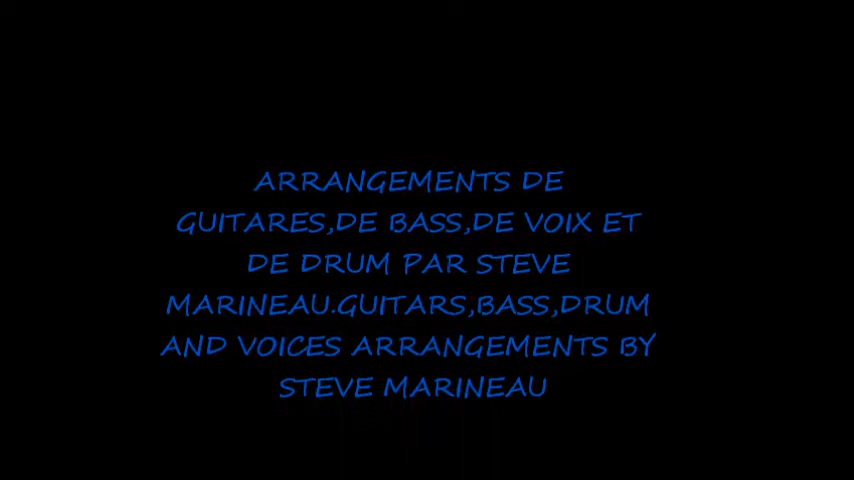 ARRANGEMENTS DE
GUITARES,DE BASS,DE VOIX ET
DE DRUM PAR STEVE
MARINEAU.GUITARS,BASS,DRUM
AND VOICES ARRANGEMENTS BY
STEVE MARINEAU